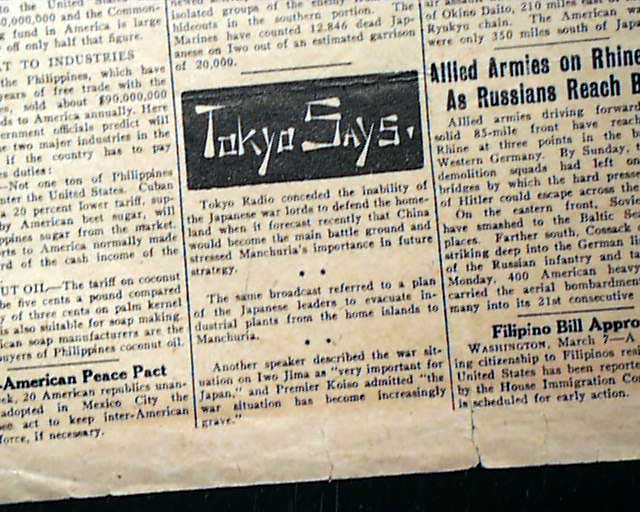 the United States
0,000,000 and the Common-
g fund in America is large
off only half that figure.
AT TO INDUSTRIES
the Philippines, which have
years of free trade with the
es, sold about $90,000,000
ds to America annually. Here
ernment officials predict will
e two major industries in the
if the country has to pay
s duties:
—Not one ton of Philippines
nter the United States. Cuban
a 20 percent lower tariff, sup-
by American beet sugar, will
ppines sugar from the market.
orts to America normally made
rd of the cash income of the
UT OIL—The tariff on coconut
be five cents a pound compared
y of three cents on palm kernel
is also suitable for soap making.
ican soap manufacturers are the
buyers of Philippines coconut oil.
-American Peace Pact
ek, 20 American republics unan-
adopted in Mexico City the
ee act to keep inter-American
force, if necessary.
isolated groups of the enemy
hideouts in the southern portion. The
Marines have counted 12,846 dead Jap-
anese on Iwo out of an estimated garrison
of 20,000.
Tokyo Says.
Tokyo Radio conceded the inability of
the Japanese war lords to defend the home-
land when it forecast recently that China
would become the main battle ground and
stressed Manchuria's importance in future
strategy.
The same broadcast referred to a plan
of the Japanese leaders to evacuate in-
dustrial plants from the home islands to
Manchuria.
Another speaker described the war sit-
uation on Iwo Jima as "very important for
Japan," and Premier Koiso admitted "the
war situation has become increasingly
grave."
of Okino Daito, 210 miles east of
Ryukyu chain. The American
were only 350 miles south of Japa
Allied Armies on Rhine
As Russians Reach B
Allied armies driving forward
solid 85-mile front have reach
Rhine at three points in the
Western Germany. By Sunday,
demolition squads had left on
bridges by which the hard press
of Hitler could escape across the
On the eastern front, Sovie
have smashed to the Baltic Se
places. Farther south, Cossack
striking deep into the German
of the Russian infantry and ta
Monday, 400 American heavy
carried the aerial bombardmen
many into its 21st consecutive
Filipino Bill Appro
WASHINGTON, March 7—A
ing citizenship to Filipinos resi
United States has been reporte
by the House Immigration Co
is scheduled for early action.